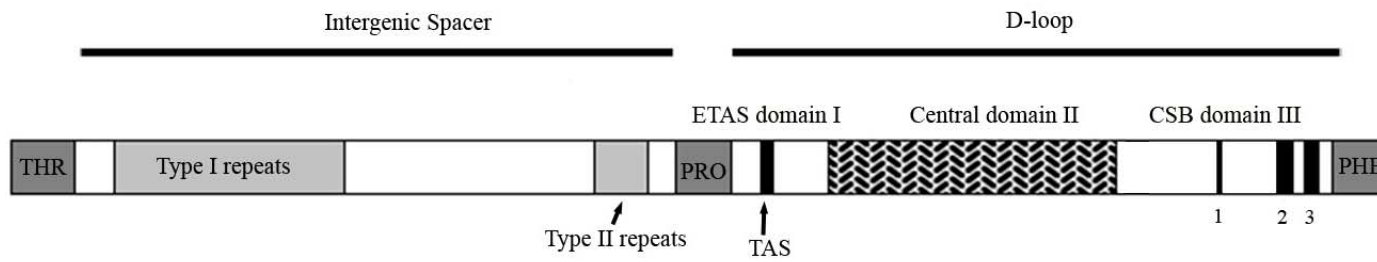 Intergenic Spacer
D-loop
ETAS domain I
Central domain II
CSB domain III
THR
Type I repeats
PRO
PHE
Type II repeats
TAS
1
2
3